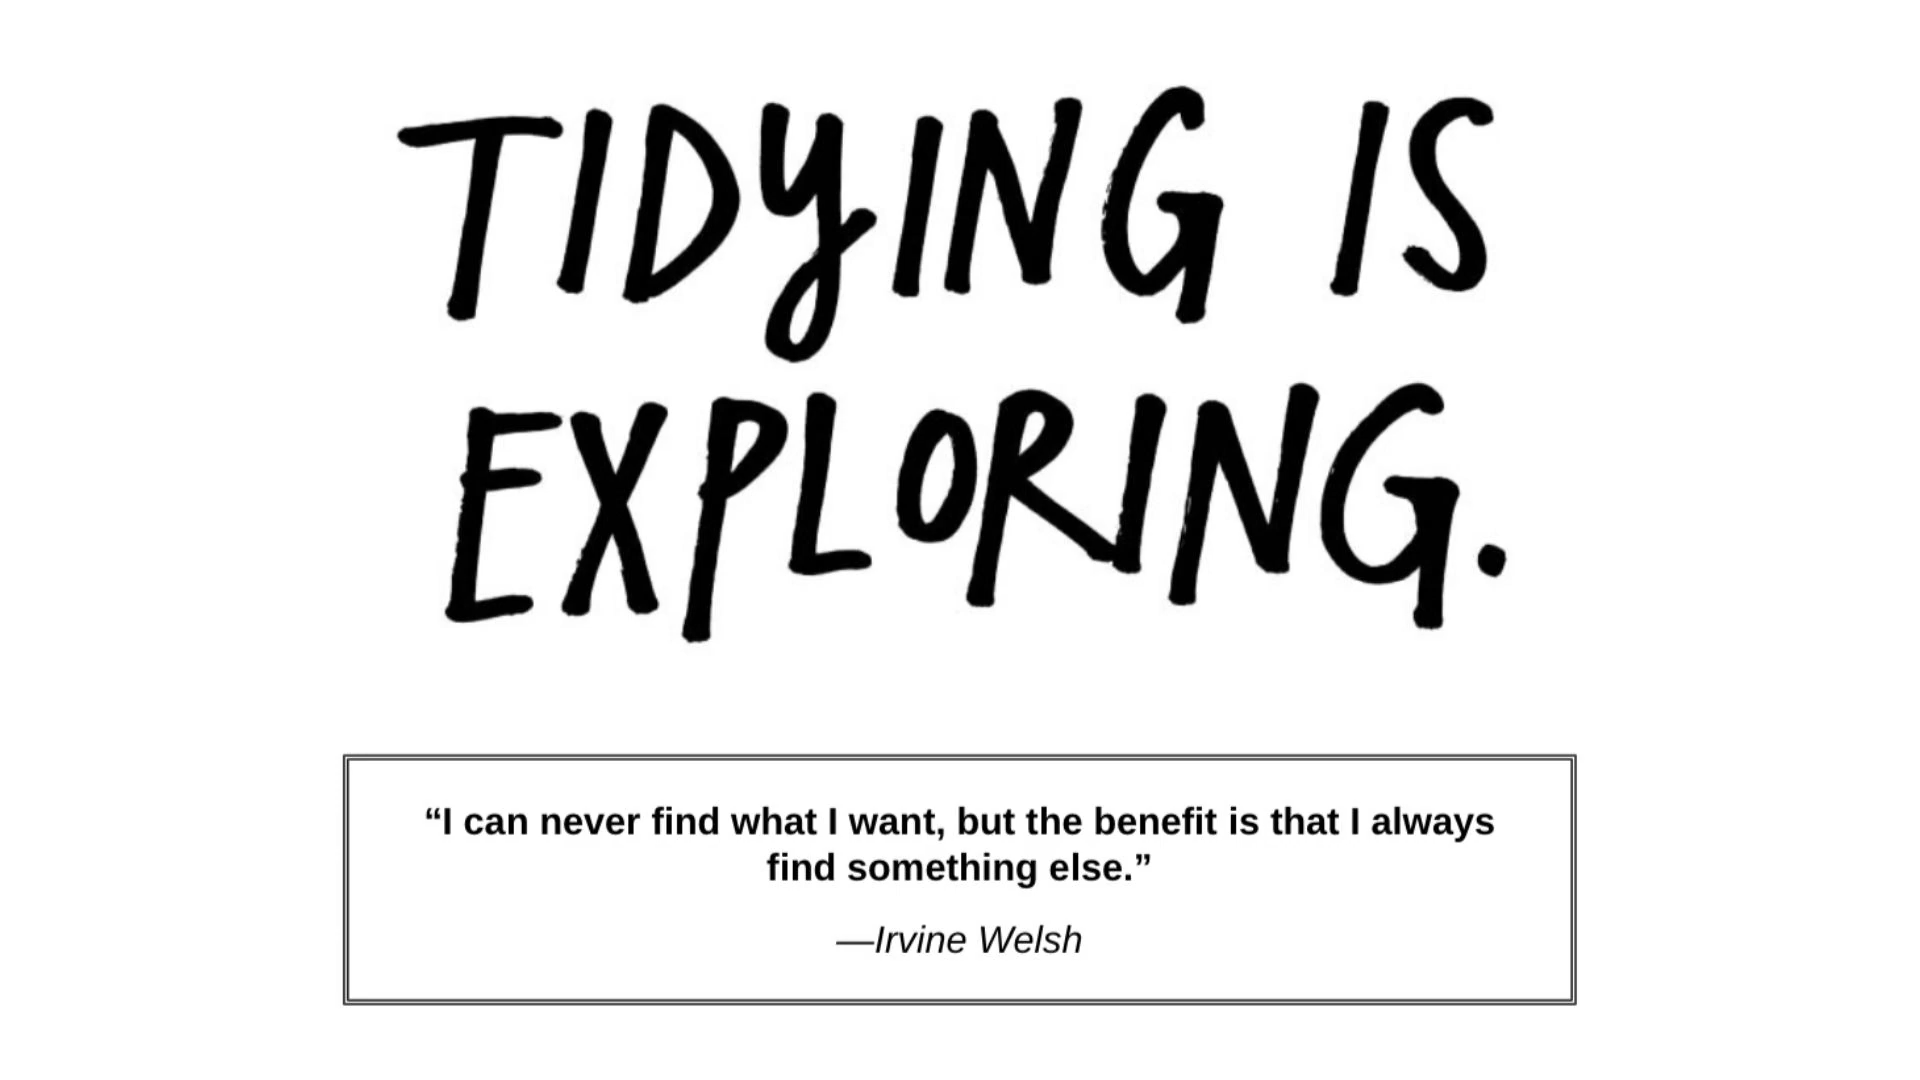 TIDYING IS
EXPLORING.
“I can never find what I want, but the benefit is that I always
find something else.”
—Irvine Welsh